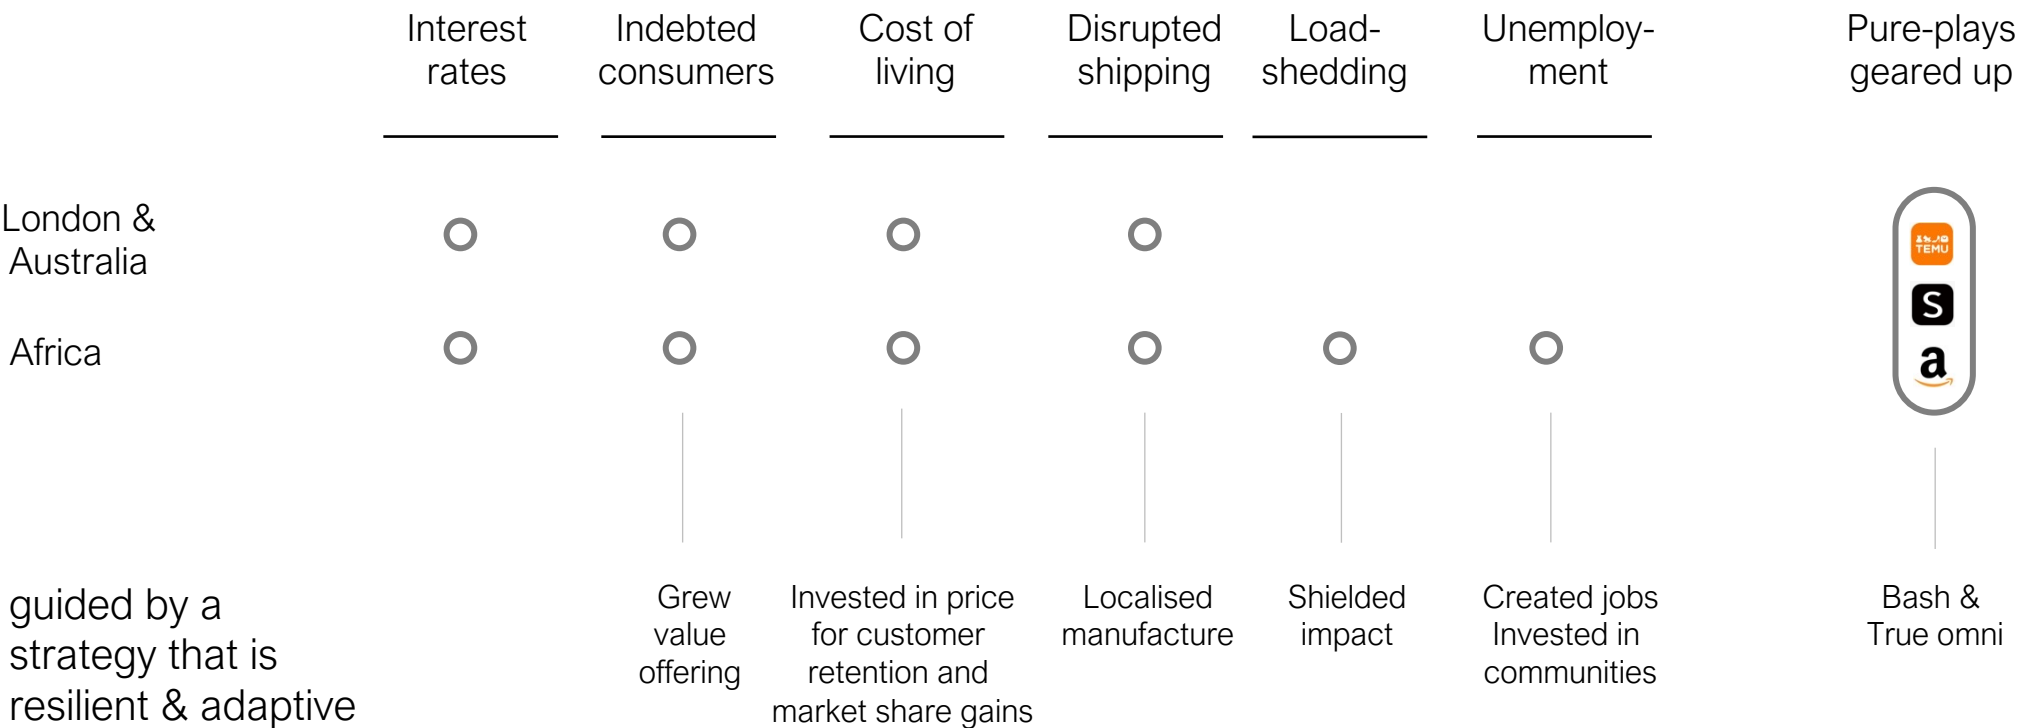 Interest
rates
Indebted
consumers
Cost of
living
Disrupted
shipping
Load-
shedding
Unemploy-
ment
Pure-plays
geared up
London &
Australia
TEMU
S
a
Africa
guided by a
strategy that is
resilient & adaptive
Grew
value
offering
Invested in price
for customer
retention and
market share gains
Localised
manufacture
Shielded
impact
Created jobs
Invested in
communities
Bash &
True omni